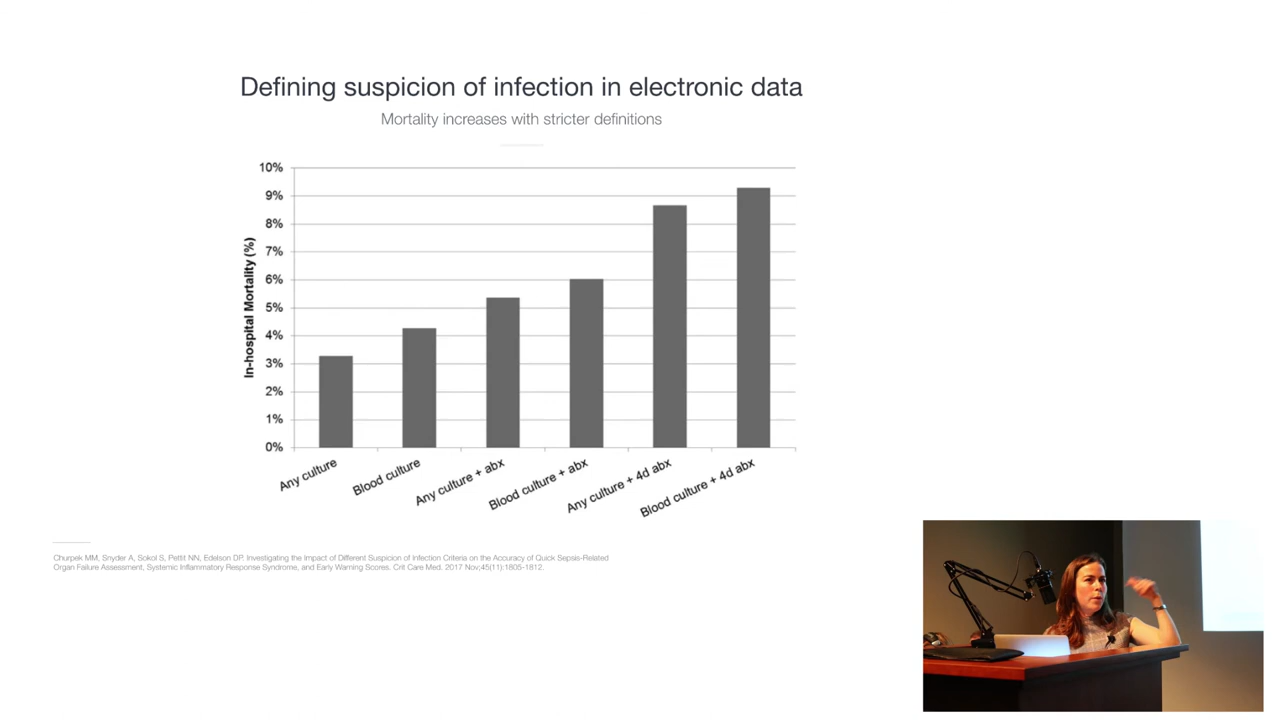 Defining suspicion of infection in electronic data
Mortality increases with stricter definitions
In-hospital Mortality (%)
10%
9%
8%
7%
6%
5%
4%
3%
2%
1%
0%
Any culture
Blood culture
Any culture + abx
Blood culture + abx
Any culture + 4d abx
Blood culture + 4d abx
Churpek MM, Snyder A, Sokol S, Pettit NN, Edelson DP. Investigating the Impact of Different Suspicion of Infection Criteria on the Accuracy of Quick Sepsis-Related
Organ Failure Assessment, Systemic Inflammatory Response Syndrome, and Early Warning Scores. Crit Care Med. 2017 Nov;45(11):1805-1812.